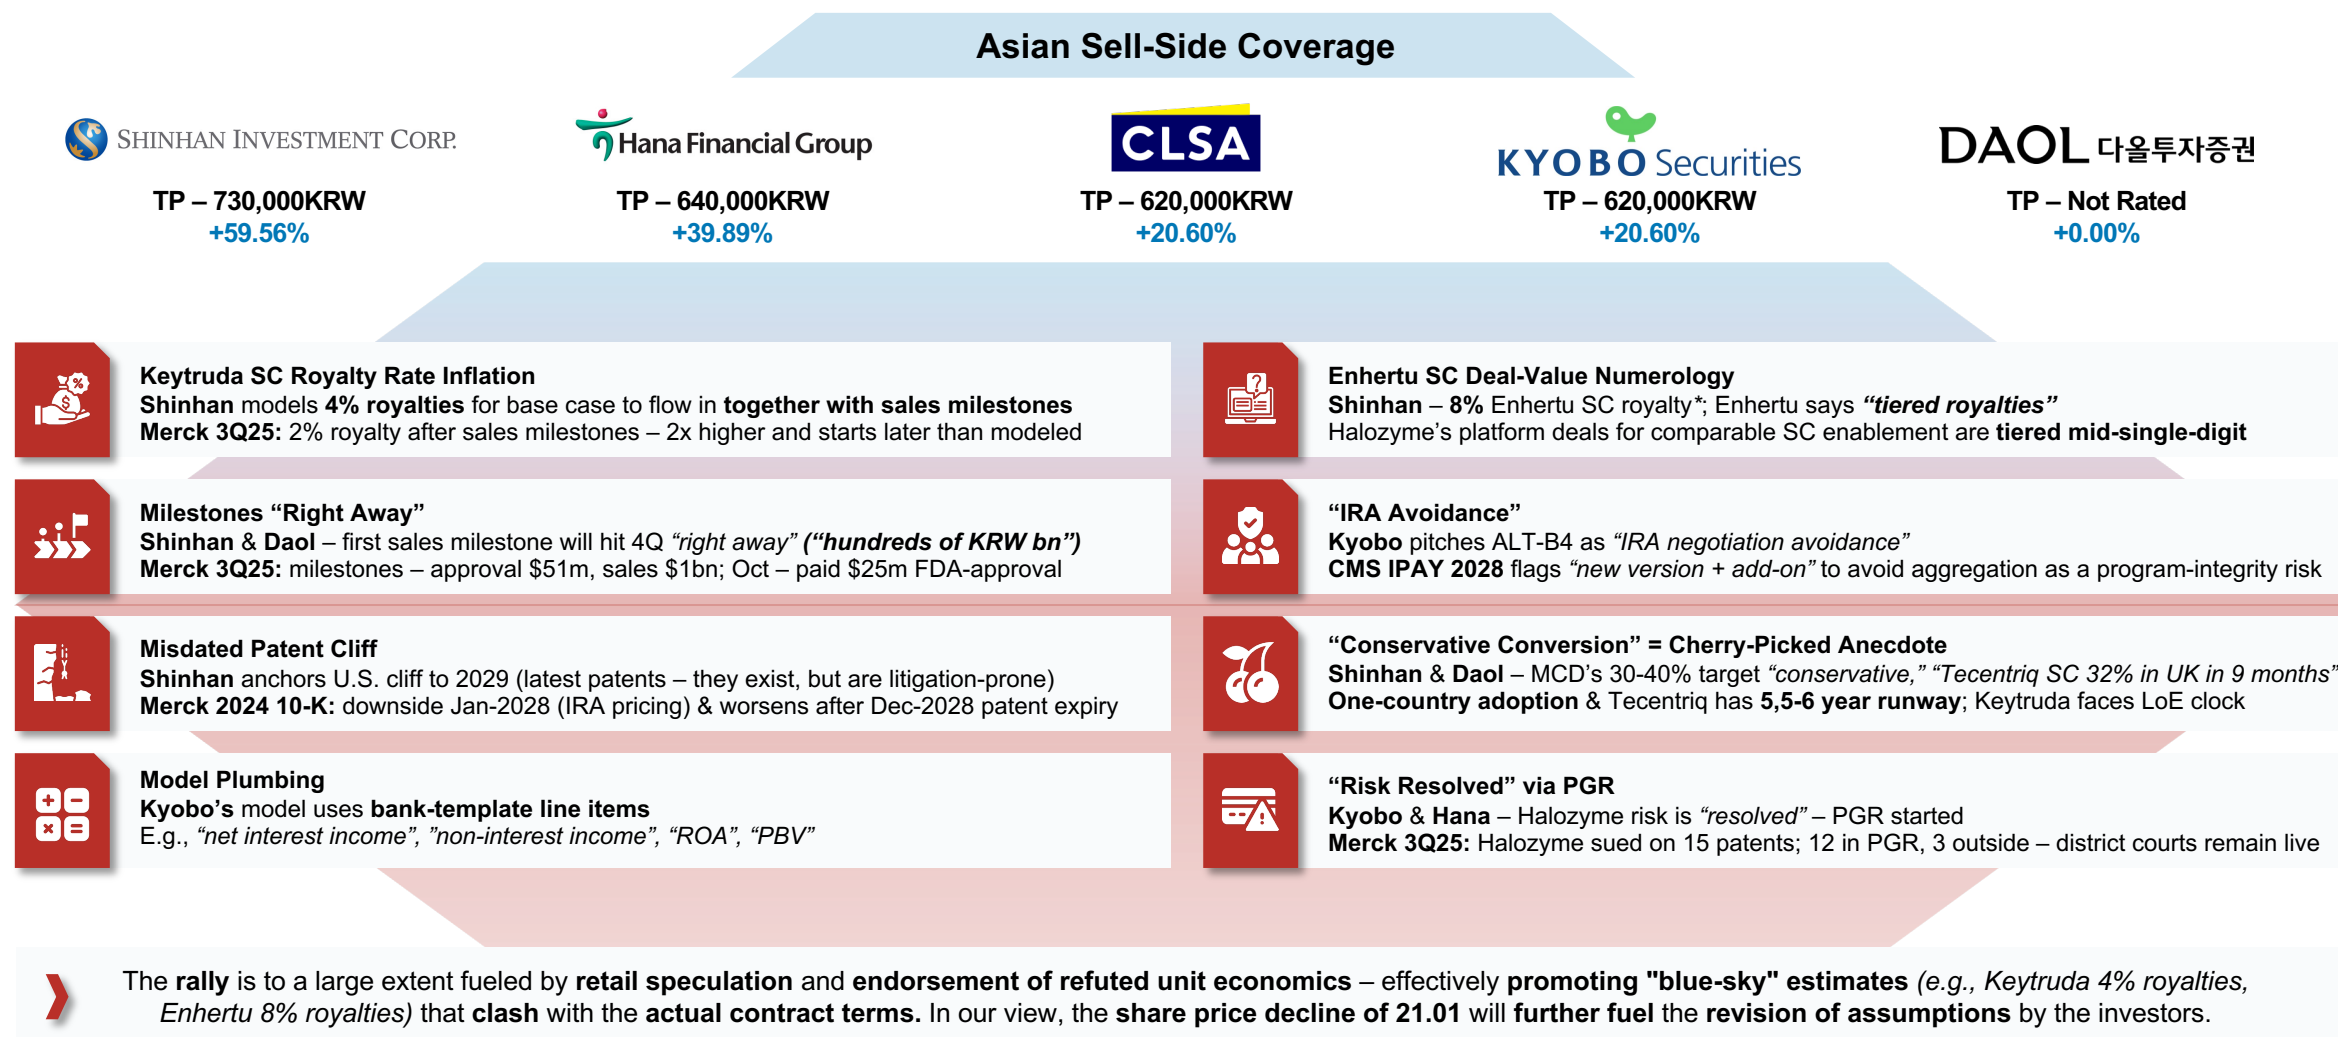 Asian Sell-Side Coverage
SHINHAN INVESTMENT CORP.
TP – 730,000KRW
+59.56%
Hana Financial Group
TP – 640,000KRW
+39.89%
CLSA
TP – 620,000KRW
+20.60%
KYOBO Securities
TP – 620,000KRW
+20.60%
DAOL 다올투자증권
TP – Not Rated
+0.00%
Keytruda SC Royalty Rate Inflation
Shinhan models 4% royalties for base case to flow in together with sales milestones
Merck 3Q25: 2% royalty after sales milestones – 2x higher and starts later than modeled
Enhertu SC Deal-Value Numerology
Shinhan – 8% Enhertu SC royalty*; Enhertu says “tiered royalties”
Halozyme’s platform deals for comparable SC enablement are tiered mid-single-digit
Milestones “Right Away”
Shinhan & Daol – first sales milestone will hit 4Q “right away” (“hundreds of KRW bn”)
Merck 3Q25: milestones – approval $51m, sales $1bn; Oct – paid $25m FDA-approval
“IRA Avoidance”
Kyobo pitches ALT-B4 as “IRA negotiation avoidance”
CMS IPAY 2028 flags “new version + add-on” to avoid aggregation as a program-integrity risk
Misdated Patent Cliff
Shinhan anchors U.S. cliff to 2029 (latest patents – they exist, but are litigation-prone)
Merck 2024 10-K: downside Jan-2028 (IRA pricing) & worsens after Dec-2028 patent expiry
“Conservative Conversion” = Cherry-Picked Anecdote
Shinhan & Daol – MCD’s 30-40% target “conservative,” “Tecentriq SC 32% in UK in 9 months”
One-country adoption & Tecentriq has 5,5-6 year runway; Keytruda faces LoE clock
Model Plumbing
Kyobo’s model uses bank-template line items
E.g., “net interest income”, ”non-interest income”, “ROA”, “PBV”
“Risk Resolved” via PGR
Kyobo & Hana – Halozyme risk is “resolved” – PGR started
Merck 3Q25: Halozyme sued on 15 patents; 12 in PGR, 3 outside – district courts remain live
The rally is to a large extent fueled by retail speculation and endorsement of refuted unit economics – effectively promoting "blue-sky" estimates (e.g., Keytruda 4% royalties,
Enhertu 8% royalties) that clash with the actual contract terms. In our view, the share price decline of 21.01 will further fuel the revision of assumptions by the investors.